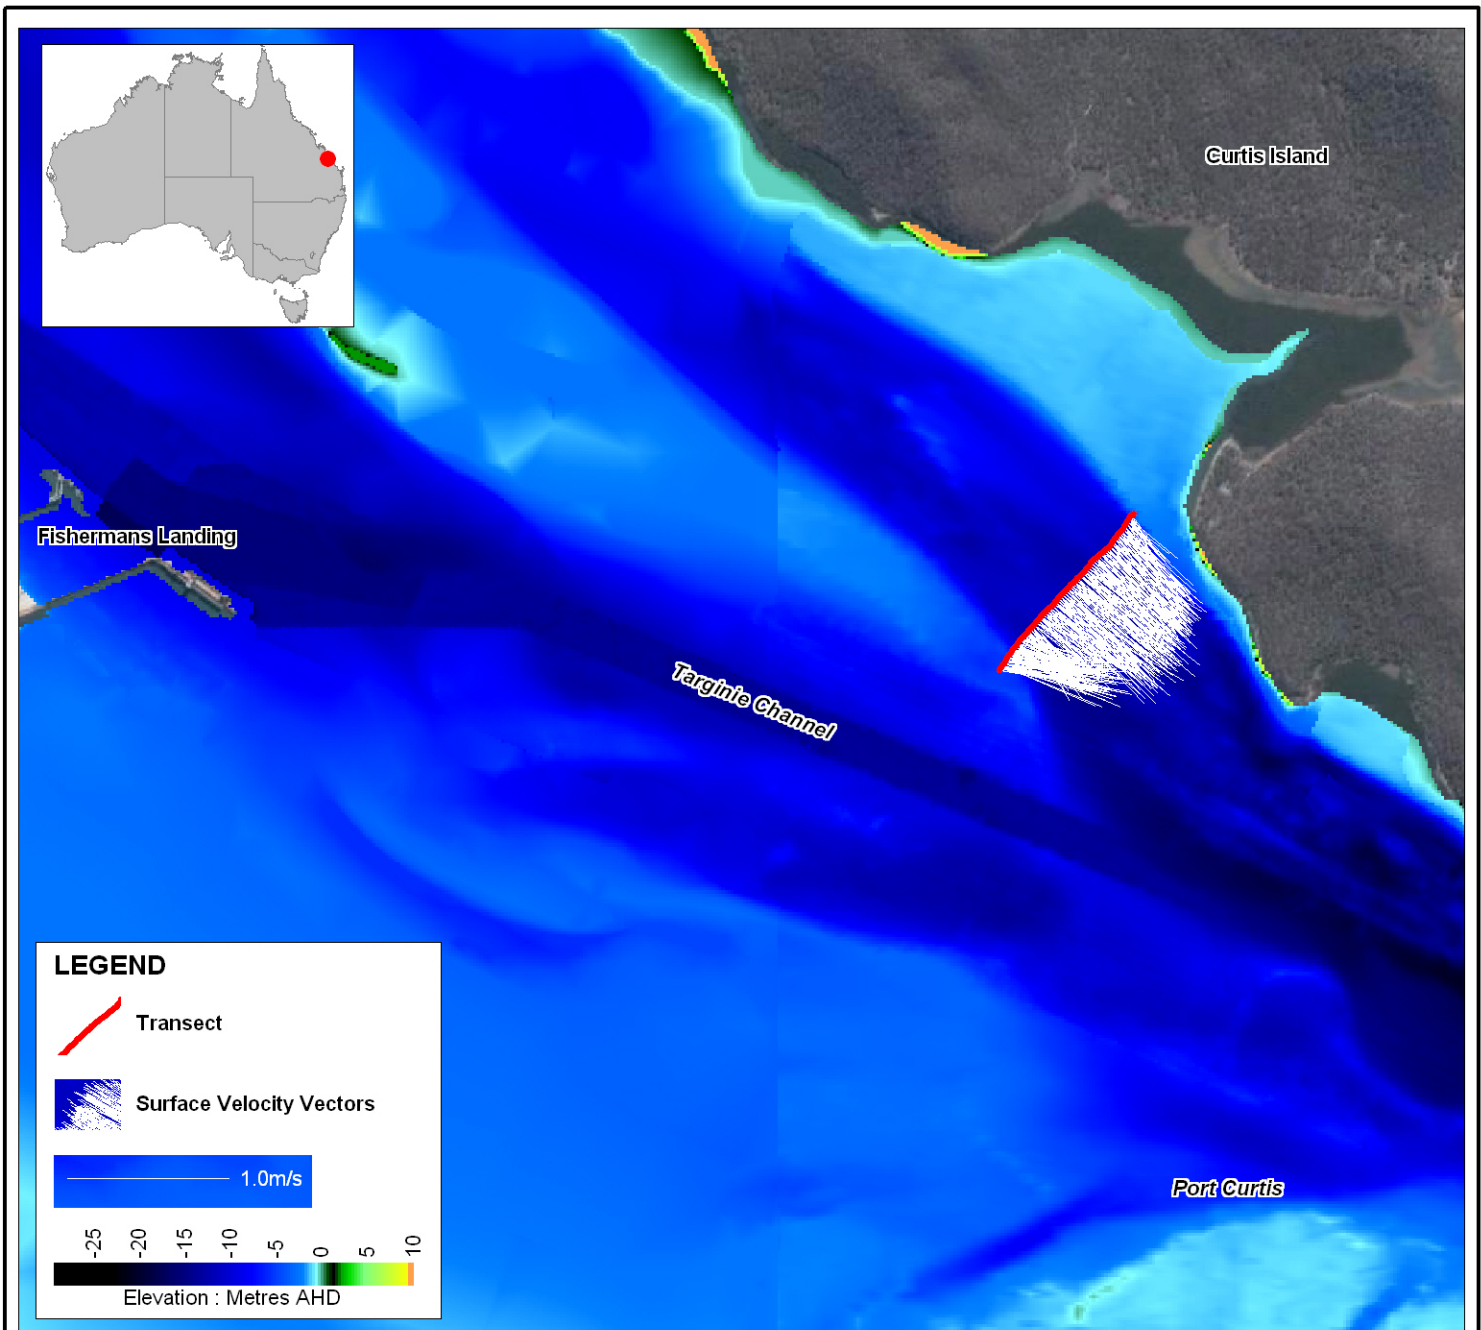 Curtis Island
Fishermans Landing
Targinie Channel
Port Curtis
LEGEND
Transect
Surface Velocity Vectors
1.0m/s
-25 -20 -15 -10 -5 0 5 10
Elevation : Metres AHD